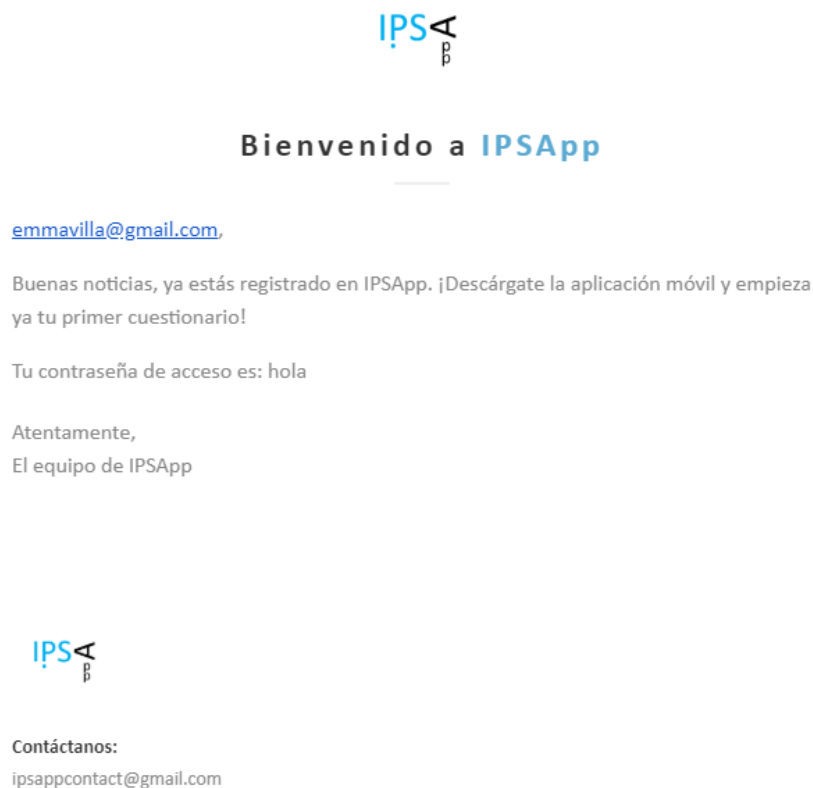 IPSApp
Bienvenido a IPSApp
emmavilla@gmail.com,
Buenas noticias, ya estás registrado en IPSApp. ¡Descárgate la aplicación móvil y empieza
ya tu primer cuestionario!
Tu contraseña de acceso es: hola
Atentamente,
El equipo de IPSApp
IPSApp
Contáctanos:
ipsappcontact@gmail.com